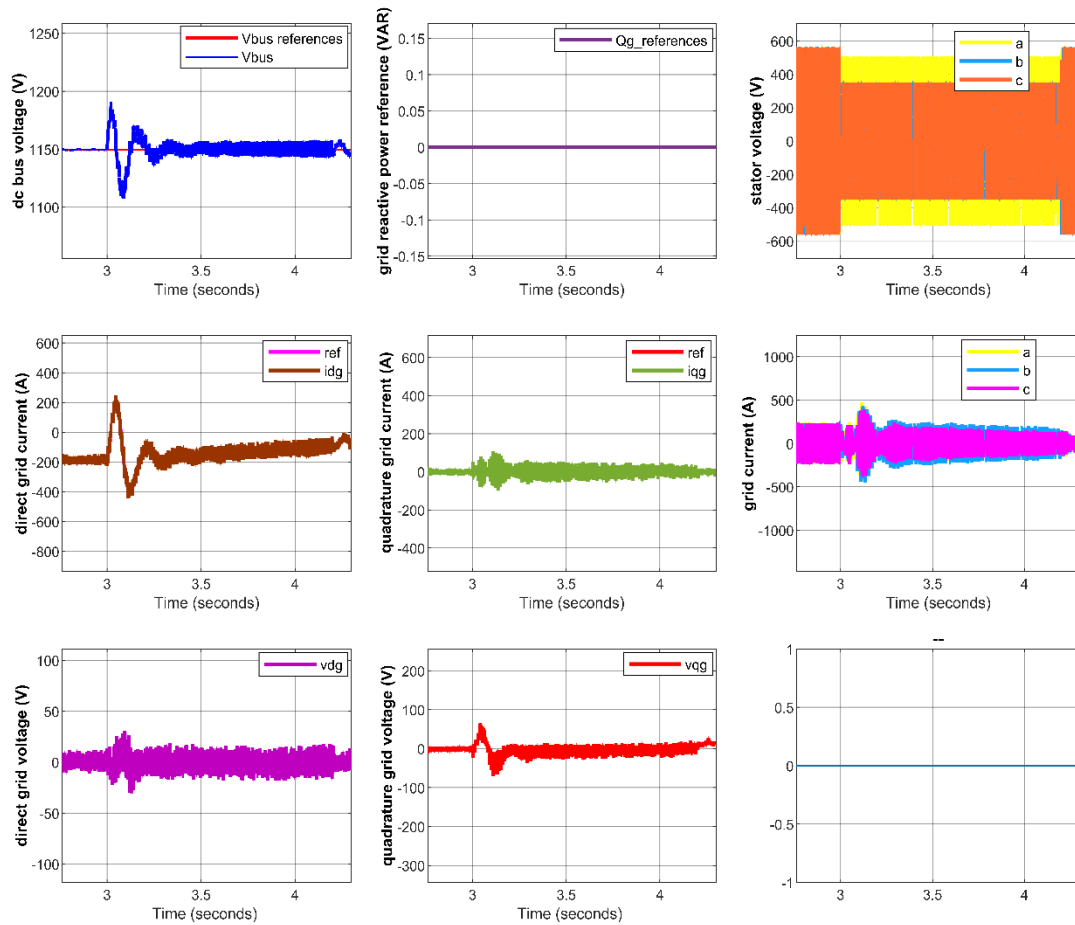 dc bus voltage (V)
1250
1200
1150
1100
Vbus references
Vbus
3
3.5
4
Time (seconds)
grid reactive power reference (VAR)
0.15
0.1
0.05
0
-0.05
-0.1
-0.15
Qg_references
3
3.5
4
Time (seconds)
stator voltage (V)
600
400
200
0
-200
-400
-600
a
b
c
3
3.5
4
Time (seconds)
direct grid current (A)
600
400
200
0
-200
-400
-600
-800
ref
idg
3
3.5
4
Time (seconds)
quadrature grid current (A)
600
400
200
0
-200
-400
ref
iqg
3
3.5
4
Time (seconds)
grid current (A)
1000
500
0
-500
-1000
a
b
c
3
3.5
4
Time (seconds)
direct grid voltage (V)
100
50
0
-50
-100
vdg
3
3.5
4
Time (seconds)
quadrature grid voltage (V)
200
100
0
-100
-200
-300
vqg
3
3.5
4
Time (seconds)
--
1
0.5
0
-0.5
-1
3
3.5
4
Time (seconds)